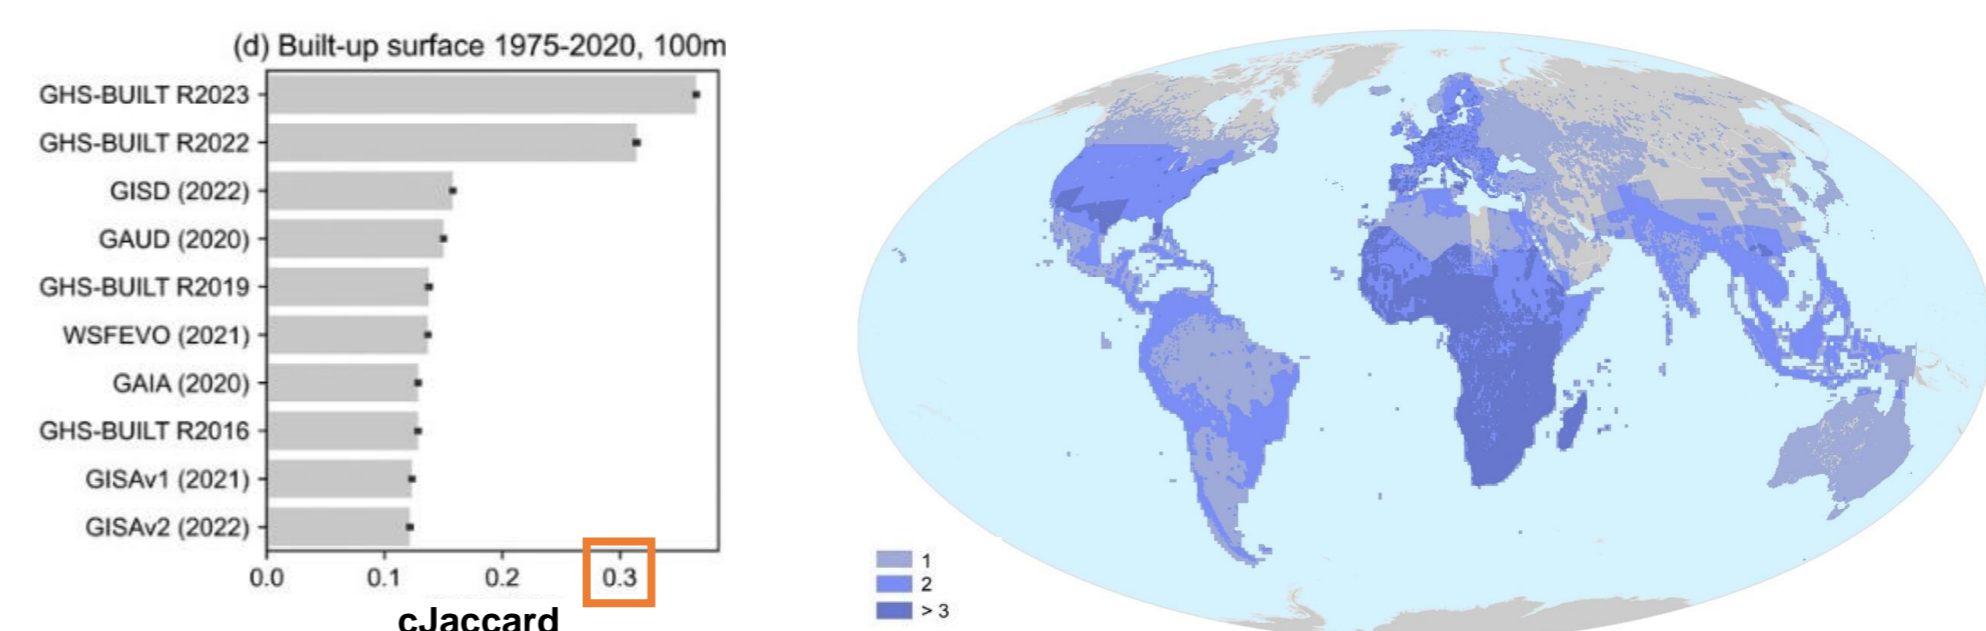 (d) Built-up surface 1975-2020, 100m
GHS-BUILT R2023
GHS-BUILT R2022
GISD (2022)
GAUD (2020)
GHS-BUILT R2019
WSFEVO (2021)
GAIA (2020)
GHS-BUILT R2016
GISAv1 (2021)
GISAv2 (2022)
0.0 0.1 0.2 0.3
cJaccard
1
2
> 3